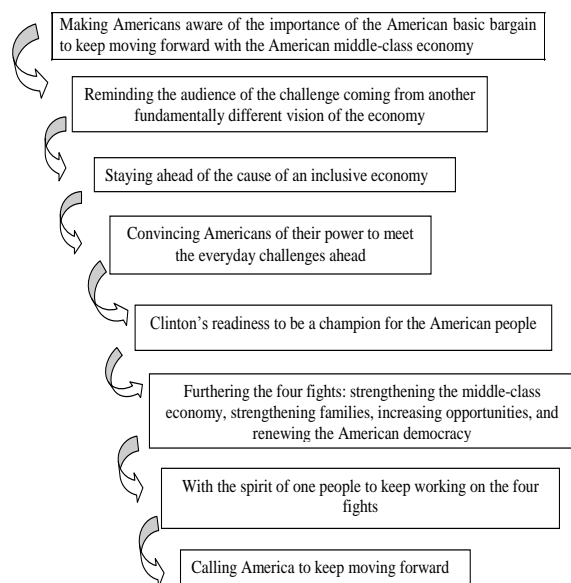 Making Americans aware of the importance of the American basic bargain
to keep moving forward with the American middle-class economy
Reminding the audience of the challenge coming from another
fundamentally different vision of the economy
Staying ahead of the cause of an inclusive economy
Convincing Americans of their power to meet
the everyday challenges ahead
Clinton's readiness to be a champion for the American people
Furthering the four fights: strengthening the middle-class
economy, strengthening families, increasing opportunities, and
renewing the American democracy
With the spirit of one people to keep working on the four
fights
Calling America to keep moving forward